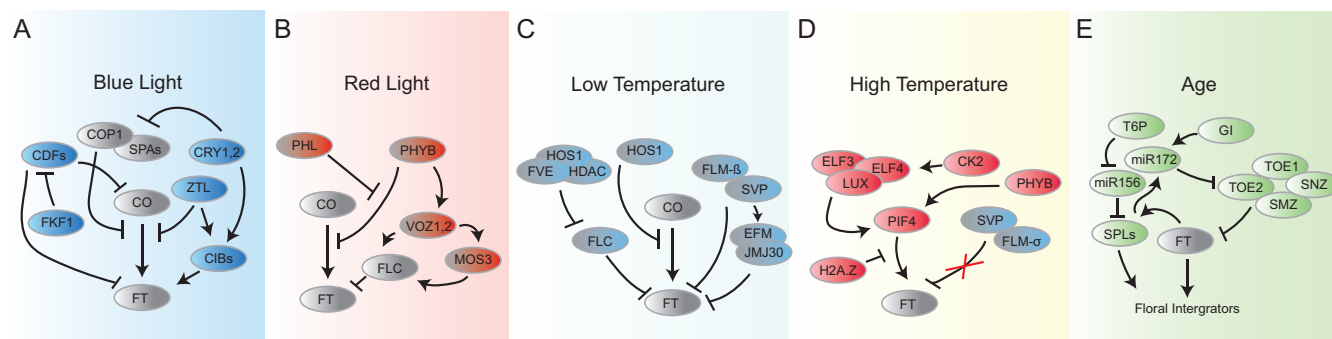 A
Blue Light
COP1
SPAs
CDFs
CRY1,2
ZTL
CO
FKF1
CIBs
FT
B
Red Light
PHL
PHYB
CO
VOZ1,2
FLC
MOS3
FT
C
Low Temperature
HOS1
FVE
HDAC
HOS1
FLM-ß
SVP
CO
FLC
EFM
JMJ30
FT
D
High Temperature
ELF3
ELF4
LUX
CK2
PHYB
PIF4
SVP
FLM-σ
H2A.Z
FT
E
Age
T6P
GI
miR172
miR156
TOE1
TOE2
SNZ
SMZ
SPLs
FT
Floral Intergrators